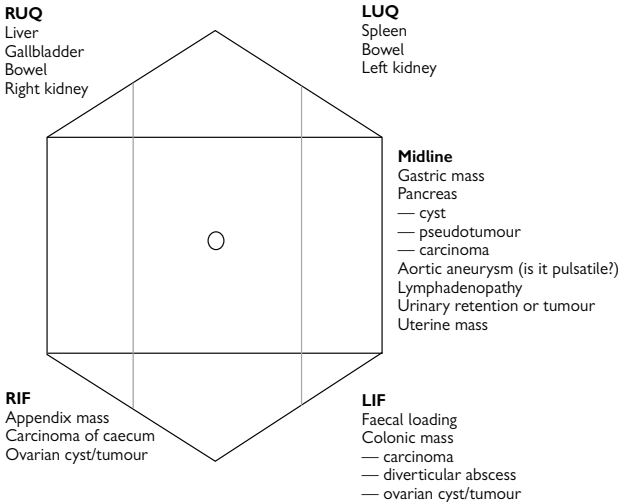 RUQ
Liver
Gallbladder
Bowel
Right kidney
LUQ
Spleen
Bowel
Left kidney
Midline
Gastric mass
Pancreas
— cyst
— pseudotumour
— carcinoma
Aortic aneurysm (is it pulsatile?)
Lymphadenopathy
Urinary retention or tumour
Uterine mass
RIF
Appendix mass
Carcinoma of caecum
Ovarian cyst/tumour
LIF
Faecal loading
Colonic mass
— carcinoma
— diverticular abscess
— ovarian cyst/tumour